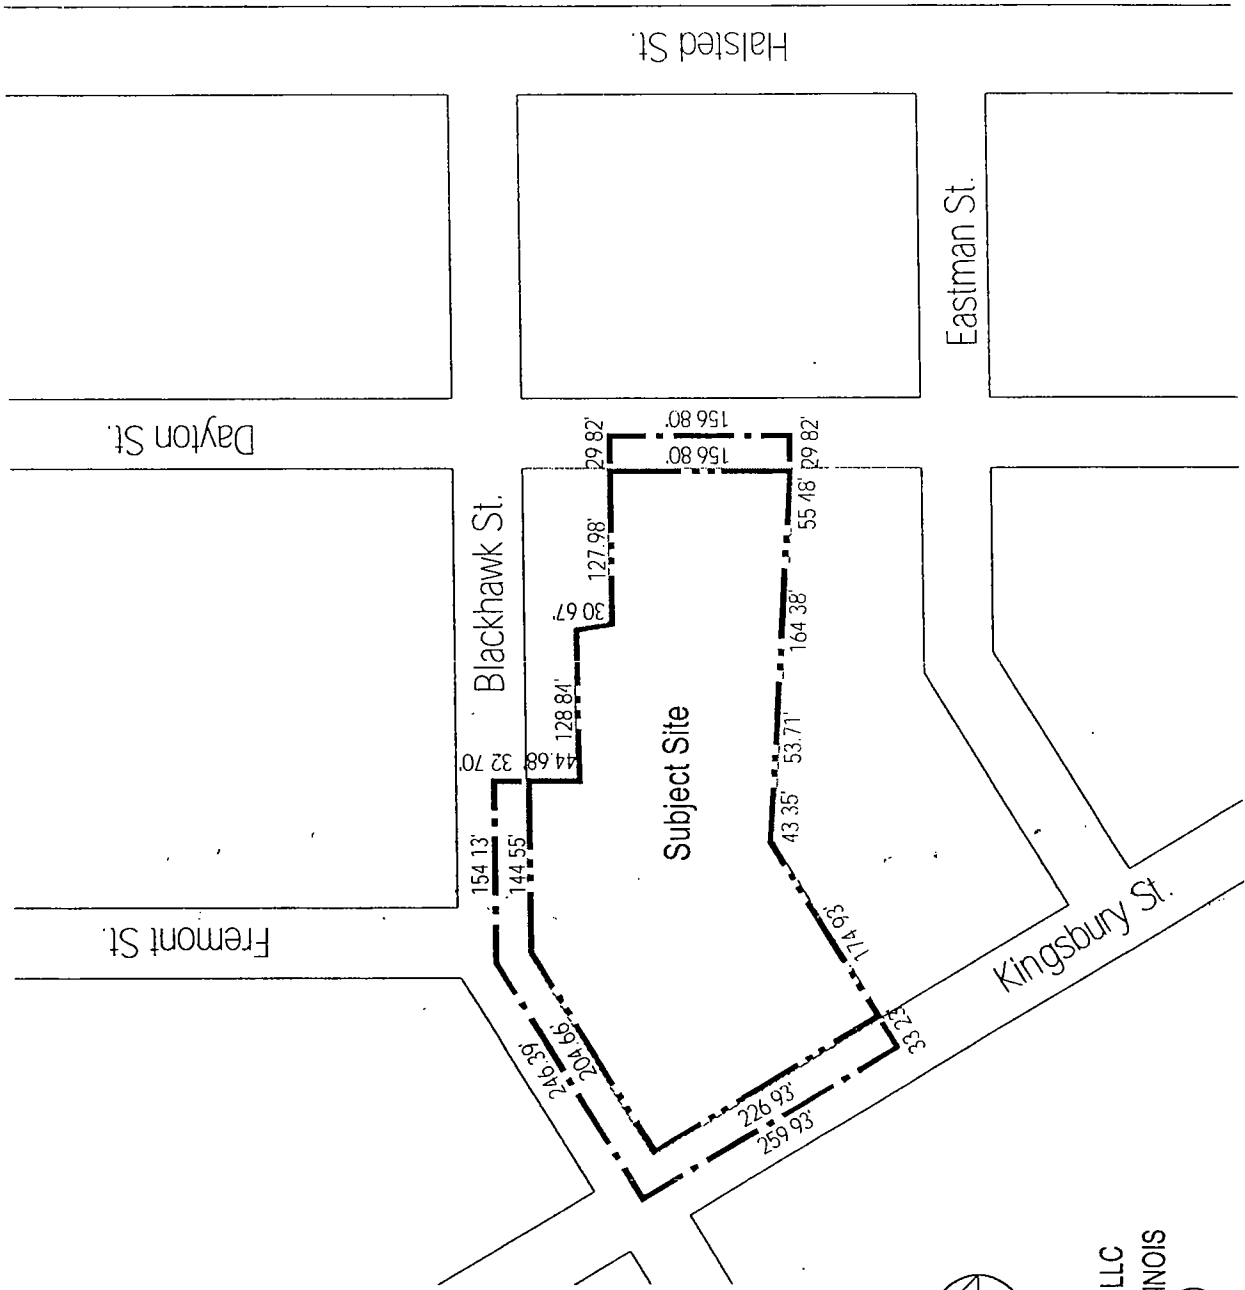 Halsted St.
Dayton St.
Eastman St.
Blackhawk St.
Fremont St.
Kingsbury St.
Subject Site
29 82'
156 80'
156 80'
29 82'
55 48'
127.98'
30 67'
164 38'
128 84'
53.71'
32 70'
44.68'
43 35'
154 13'
144 55'
174 93'
33 23'
246.39'
204.66'
226 93'
259 93'
LLC
INOIS